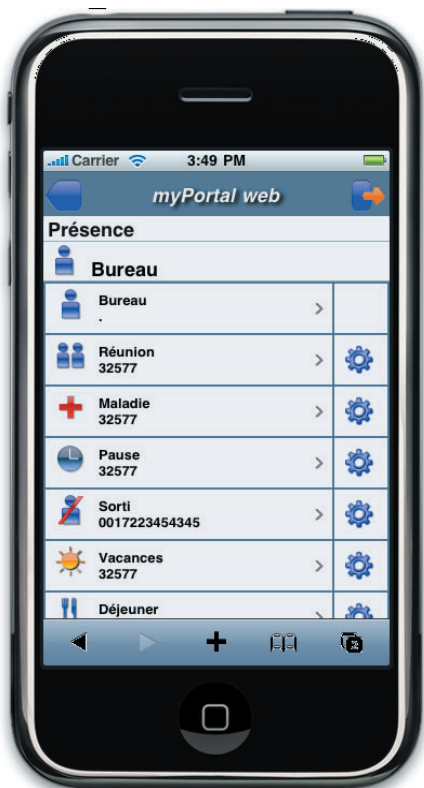 Carrier 3:49 PM
myPortal web
Présence
Bureau
Bureau
.
Réunion
32577
Maladie
32577
Pause
32577
Sorti
0017223454345
Vacances
32577
Déjeuner
2